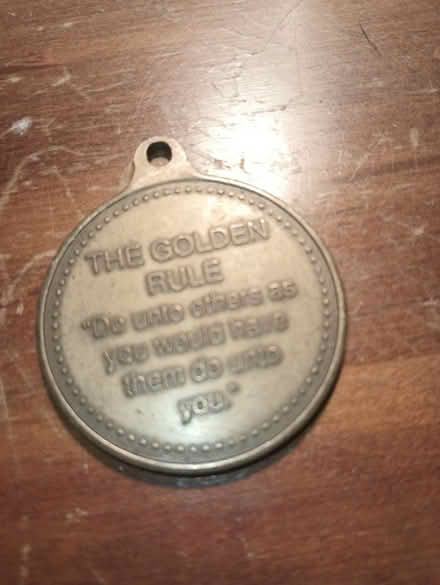 THE GOLDEN
RULE
"Do unto others as
you would have
them do unto
you."